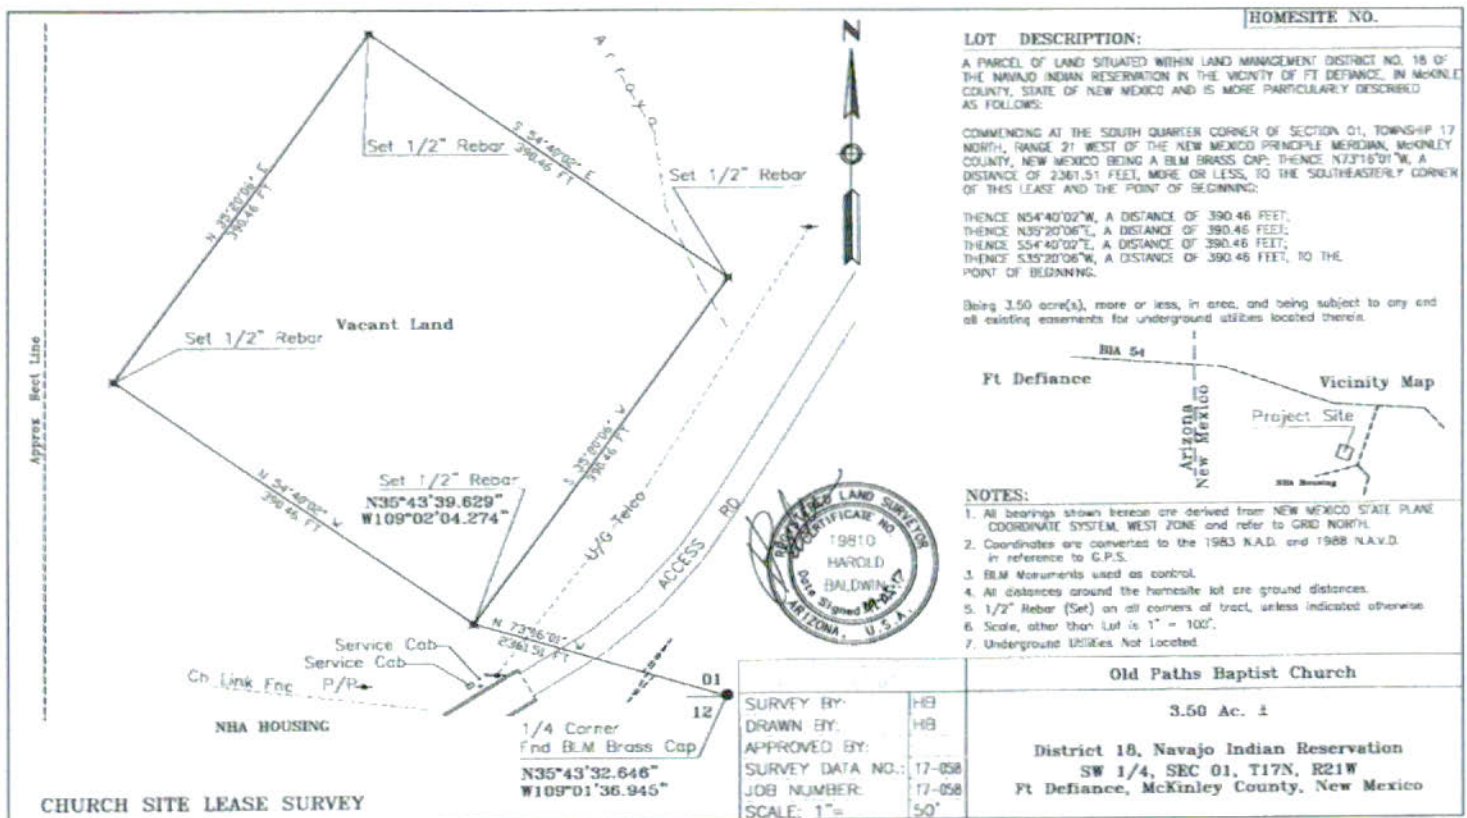 HOMESITE NO.
LOT DESCRIPTION:
A PARCEL OF LAND SITUATED WITHIN LAND MANAGEMENT DISTRICT NO. 18 OF
THE NAVAJO INDIAN RESERVATION IN THE VICINITY OF FT DEFIANCE, IN McKINLE
COUNTY, STATE OF NEW MEXICO AND IS MORE PARTICULARLY DESCRIBED
AS FOLLOWS:
COMMENCING AT THE SOUTH QUARTER CORNER OF SECTION 01, TOWNSHIP 17
NORTH, RANGE 21 WEST OF THE NEW MEXICO PRINCIPLE MERIDIAN, McKINLEY
COUNTY, NEW MEXICO BEING A BLM BRASS CAP; THENCE N73°16'01"W, A
DISTANCE OF 2361.51 FEET, MORE OR LESS, TO THE SOUTHEASTERLY CORNER
OF THIS LEASE AND THE POINT OF BEGINNING;
THENCE N54°40'02"W, A DISTANCE OF 390.46 FEET;
THENCE N35°20'06"E, A DISTANCE OF 390.46 FEET;
THENCE S54°40'02"E, A DISTANCE OF 390.46 FEET;
THENCE S35°20'06"W, A DISTANCE OF 390.46 FEET, TO THE
POINT OF BEGINNING.
Being 3.50 acre(s), more or less, in area, and being subject to any and
all existing easements for underground utilities located therein.
BIA 54
Ft Defiance
Vicinity Map
Arizona
New Mexico
Project Site
NHA Housing
NOTES:
1. All bearings shown hereon are derived from NEW MEXICO STATE PLANE
COORDINATE SYSTEM, WEST ZONE and refer to GRID NORTH.
2. Coordinates are converted to the 1983 N.A.D. and 1988 N.A.V.D.
in reference to G.P.S.
3. BLM Monuments used as control.
4. All distances around the homesite lot are ground distances.
5. 1/2" Rebar (Set) on all corners of tract, unless indicated otherwise
6. Scale, other than Lot is 1" = 100'.
7. Underground Utilities Not Located.
N
Arroyo
Set 1/2" Rebar
S 54°40'02" E
390.46 FT
Set 1/2" Rebar
N 35°20'06" E
390.46 FT
Vacant Land
Set 1/2" Rebar
Approx Sect Line
N 54°40'02" W
390.46 FT
S 35°20'06" W
390.46 FT
Set 1/2" Rebar
N35°43'39.629"
W109°02'04.274"
U/G Telco
ACCESS RD
REGISTERED LAND SURVEYOR
CERTIFICATE NO.
19810
HAROLD
BALDWIN
Date Signed
ARIZONA, U.S.A.
N 73°16'01" W
2361.51 FT
Service Cab
Service Cab
Ch Link Fnc
P/P
NHA HOUSING
01
12
1/4 Corner
Fnd BLM Brass Cap
N35°43'32.646"
W109°01'36.945"
CHURCH SITE LEASE SURVEY
SURVEY BY: HB
DRAWN BY: HB
APPROVED BY:
SURVEY DATA NO.: 17-058
JOB NUMBER: 17-058
SCALE: 1"= 50'
Old Paths Baptist Church
3.50 Ac. ±
District 18, Navajo Indian Reservation
SW 1/4, SEC 01, T17N, R21W
Ft Defiance, McKinley County, New Mexico